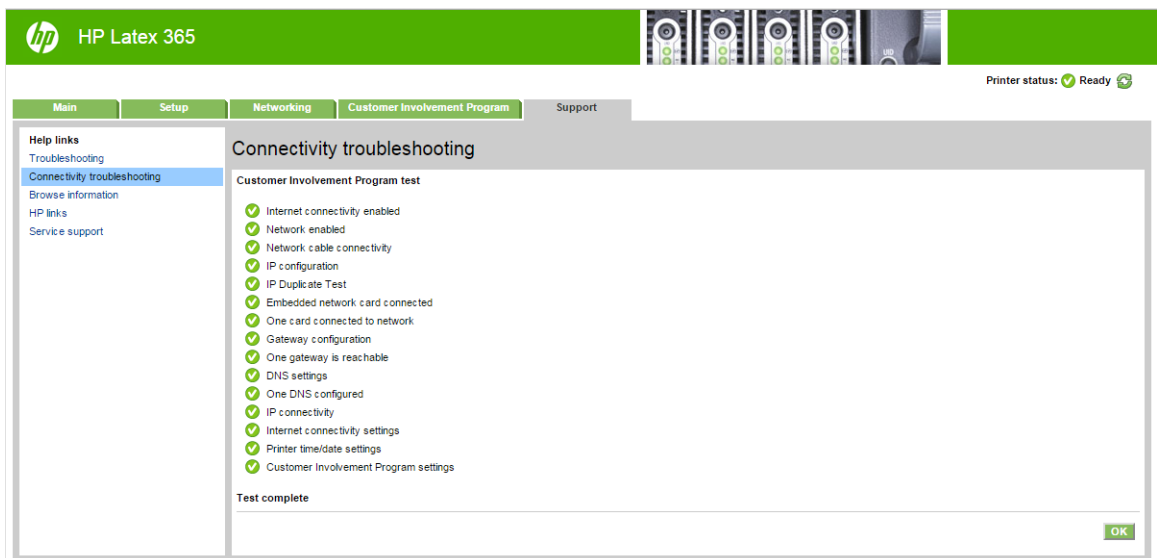 hp HP Latex 365
UID
Printer status: Ready
Main Setup Networking Customer Involvement Program Support
Help links
Troubleshooting
Connectivity troubleshooting
Browse information
HP links
Service support
Connectivity troubleshooting
Customer Involvement Program test
Internet connectivity enabled
Network enabled
Network cable connectivity
IP configuration
IP Duplicate Test
Embedded network card connected
One card connected to network
Gateway configuration
One gateway is reachable
DNS settings
One DNS configured
IP connectivity
Internet connectivity settings
Printer time/date settings
Customer Involvement Program settings
Test complete
OK